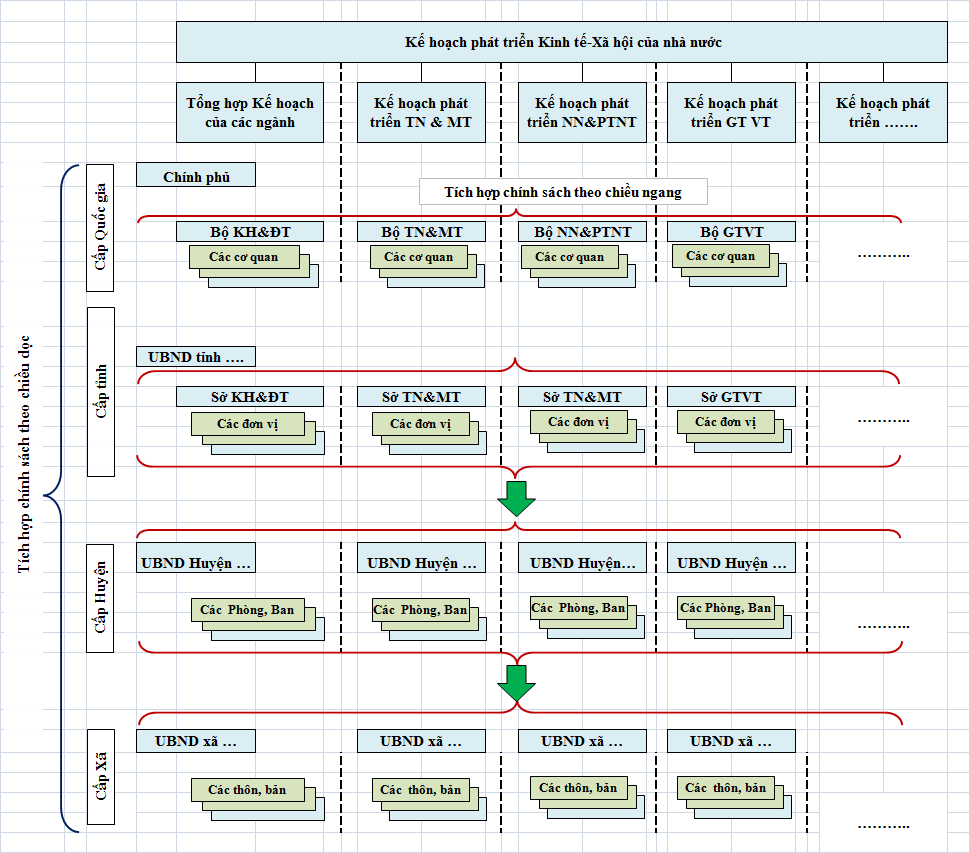 Kế hoạch phát triển Kinh tế-Xã hội của nhà nước
Tổng hợp Kế hoạch
của các ngành
Kế hoạch phát
triển TN & MT
Kế hoạch phát
triển NN&PTNT
Kế hoạch phát
triển GT VT
Kế hoạch phát
triển …….
Tích hợp chính sách theo chiều dọc
Cấp Quốc gia
Chính phủ
Tích hợp chính sách theo chiều ngang
Bộ KH&ĐT
Bộ TN&MT
Bộ NN&PTNT
Bộ GTVT
Các cơ quan
Các cơ quan
Các cơ quan
Các cơ quan
………..
Cấp tỉnh
UBND tỉnh ….
Sở KH&ĐT
Sở TN&MT
Sở TN&MT
Sở GTVT
Các đơn vị
Các đơn vị
Các đơn vị
Các đơn vị
………..
Cấp Huyện
UBND Huyện …
UBND Huyện …
UBND Huyện…
UBND Huyện …
Các Phòng, Ban
Các Phòng, Ban
Các Phòng, Ban
Các Phòng, Ban
………..
Cấp Xã
UBND xã …
UBND xã …
UBND xã …
UBND xã …
Các thôn, bản
Các thôn, bản
Các thôn, bản
Các thôn, bản
………..